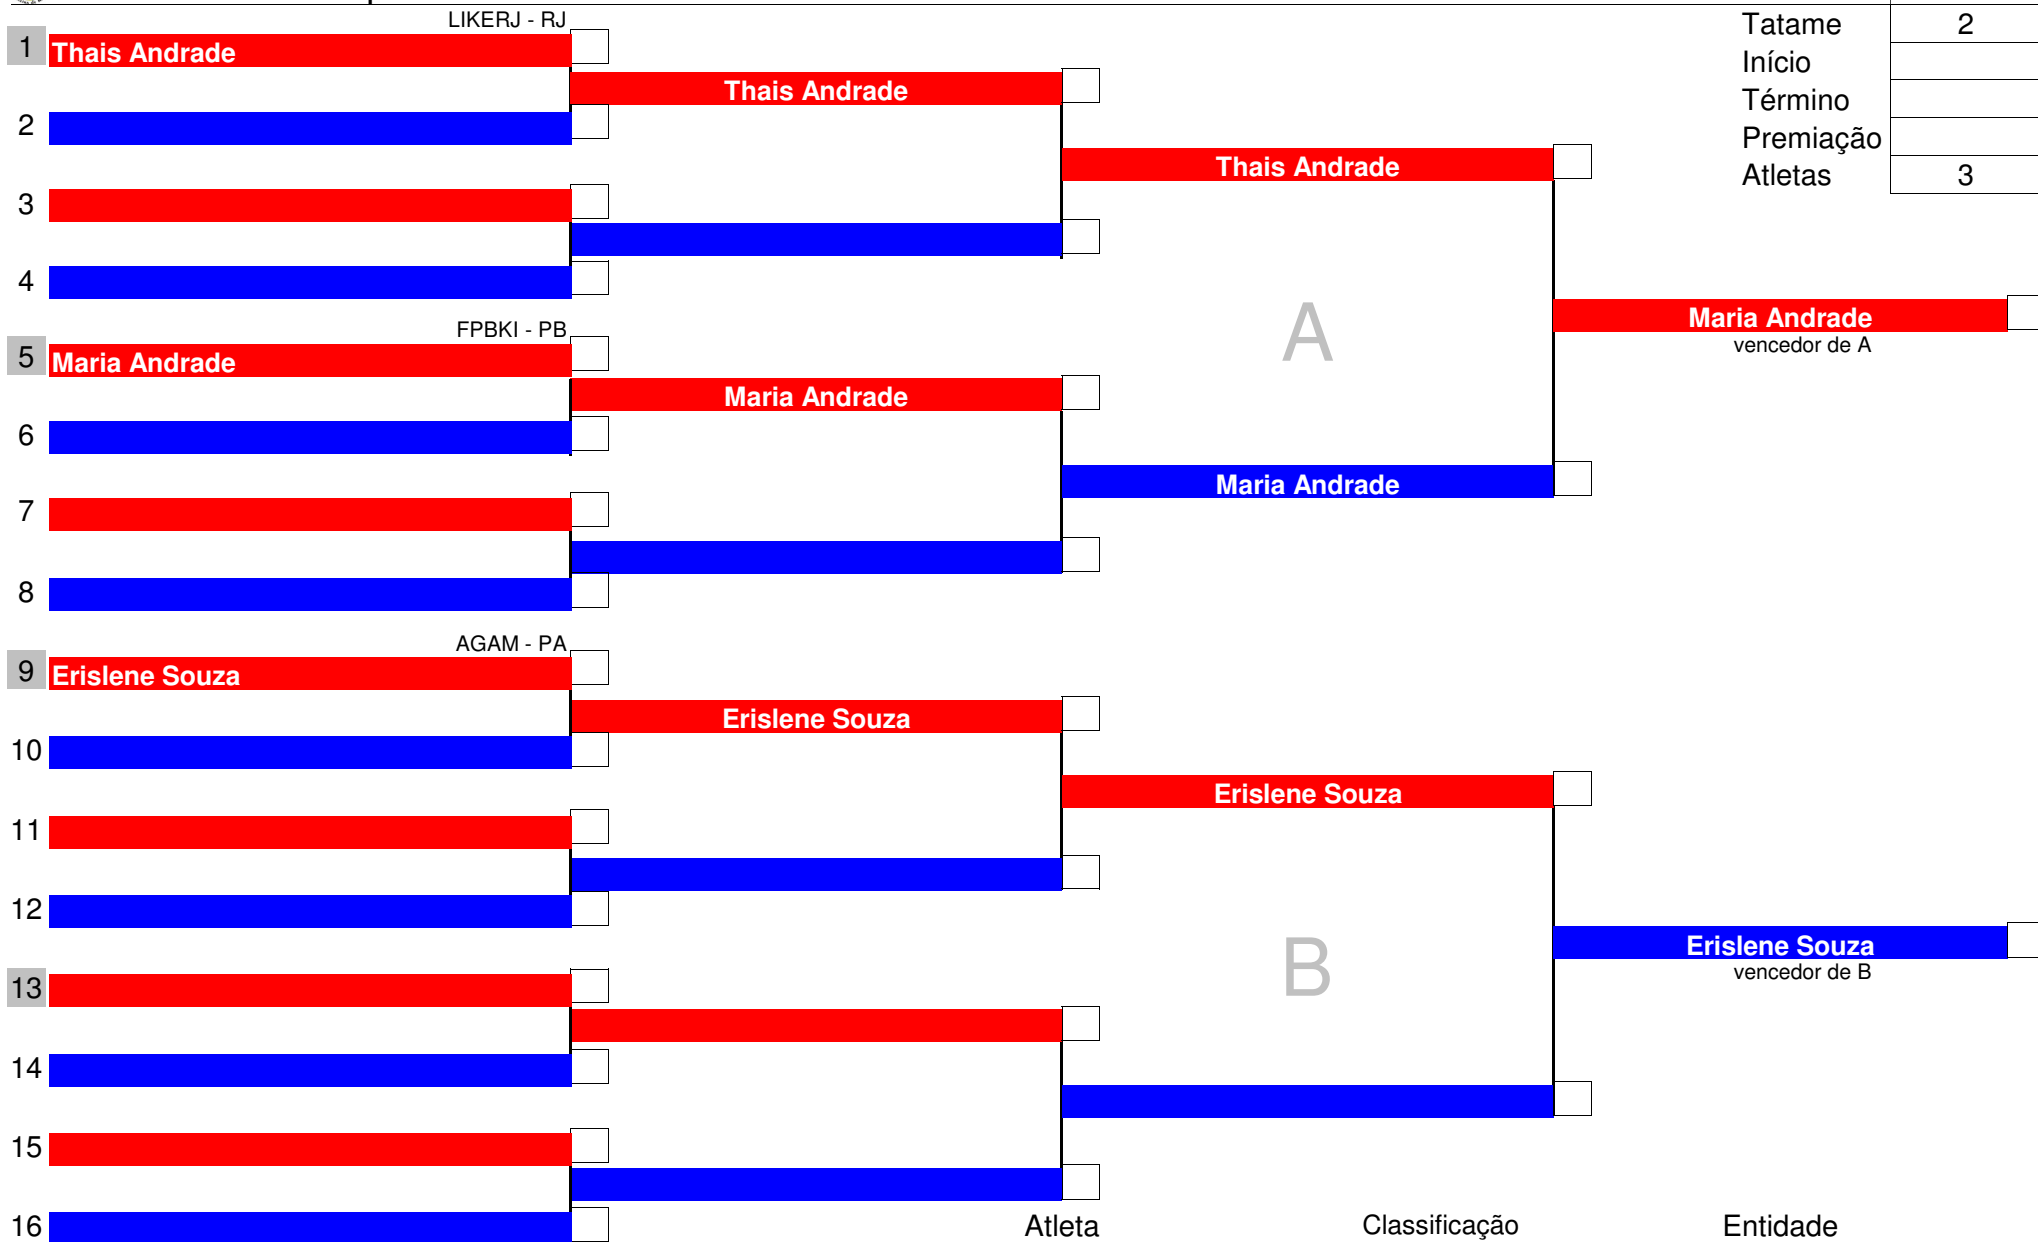 LIKERJ - RJ
Tatame 2
1 Thais Andrade
Início
Thais Andrade
Término
2
Premiação
Thais Andrade
Atletas 3
3
4
Maria Andrade
vencedor de A
FPBKI - PB
A
5 Maria Andrade
Maria Andrade
6
Maria Andrade
7
8
AGAM - PA
9 Erislene Souza
Erislene Souza
10
Erislene Souza
11
12
Erislene Souza
vencedor de B
B
13
14
15
16
Atleta Classificação Entidade